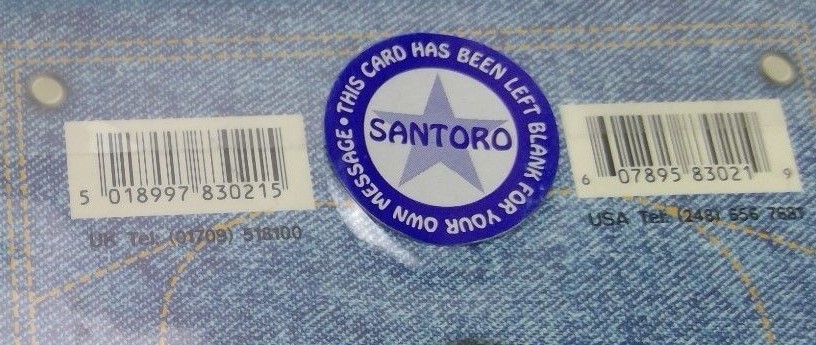 • THIS CARD HAS BEEN LEFT BLANK FOR YOUR OWN MESSAGE
SANTORO
5 018997 830215
UK Tel: (01709) 518100
6 07895 83021 9
USA Tel: (248) 656 7681